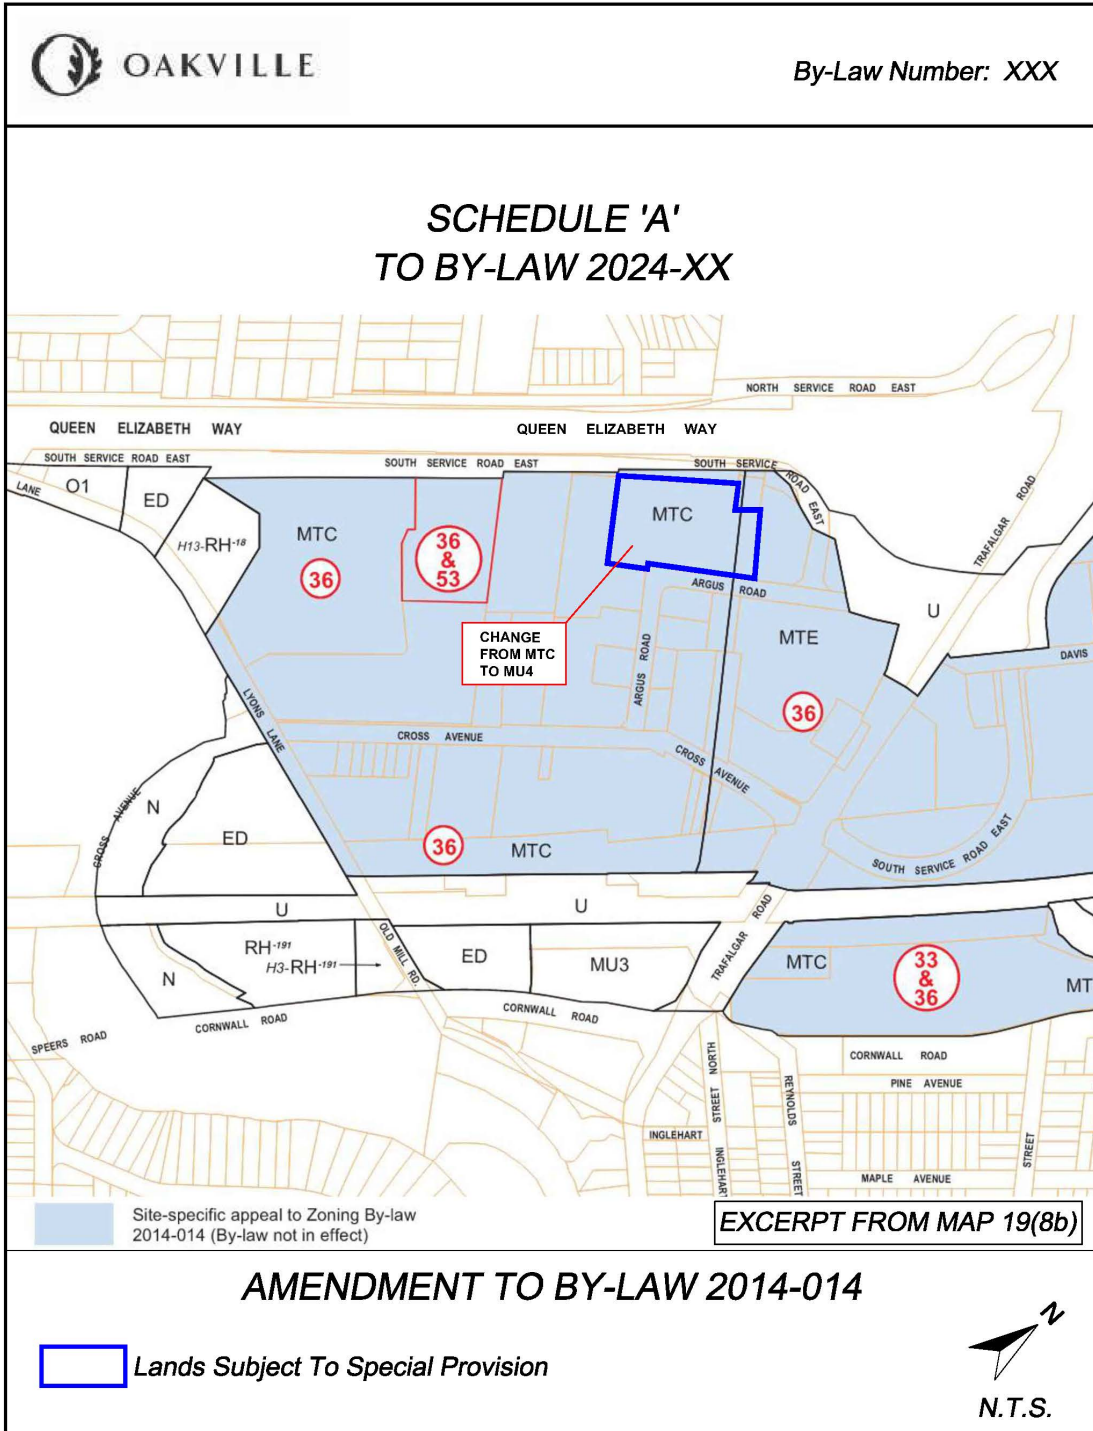 OAKVILLE
By-Law Number: XXX
SCHEDULE 'A'
TO BY-LAW 2024-XX
NORTH SERVICE ROAD EAST
QUEEN ELIZABETH WAY
QUEEN ELIZABETH WAY
SOUTH SERVICE ROAD EAST
SOUTH SERVICE ROAD EAST
SOUTH SERVICE ROAD EAST
LANE
O1
ED
H13-RH-18
MTC
36
36
&
53
MTC
TRAFALGAR ROAD
ARGUS ROAD
U
CHANGE
FROM MTC
TO MU4
ARGUS ROAD
MTE
36
DAVIS
LYONS LANE
CROSS AVENUE
CROSS AVENUE
CROSS AVENUE
N
ED
36
MTC
SOUTH SERVICE ROAD EAST
U
U
TRAFALGAR ROAD
OLD MILL RD.
RH-191
H3-RH-191
N
ED
MU3
MTC
33
&
36
MT
CORNWALL ROAD
CORNWALL ROAD
SPEERS ROAD
CORNWALL ROAD
PINE AVENUE
INGLEHART STREET NORTH
REYNOLDS STREET
INGLEHART
STREET
MAPLE AVENUE
Site-specific appeal to Zoning By-law
2014-014 (By-law not in effect)
EXCERPT FROM MAP 19(8b)
AMENDMENT TO BY-LAW 2014-014
Lands Subject To Special Provision
N
N.T.S.